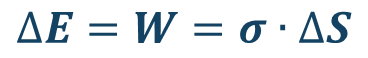 ΔE = W = σ · ΔS